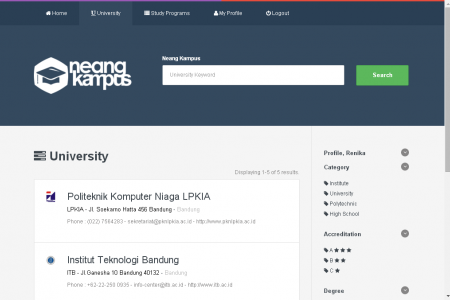 Home University Study Programs My Profile Logout
neang
kampus
Neang Kampus
University Keyword
Search
University
Displaying 1-5 of 5 results.
Politeknik Komputer Niaga LPKIA
LPKIA - Jl. Soekarno Hatta 456 Bandung - Bandung
Phone : (022) 7564283 - sekretariat@pknlpkia.ac.id - http://www.pknlpkia.ac.id
Institut Teknologi Bandung
ITB - Jl.Ganesha 10 Bandung 40132 - Bandung
Phone : +62-22-250 0935 - info-center@itb.ac.id - http://www.itb.ac.id
Profile, Renika
Category
Institute
University
Polytechnic
High School
Accreditation
A ★ ★ ★
B ★ ★
C ★
Degree